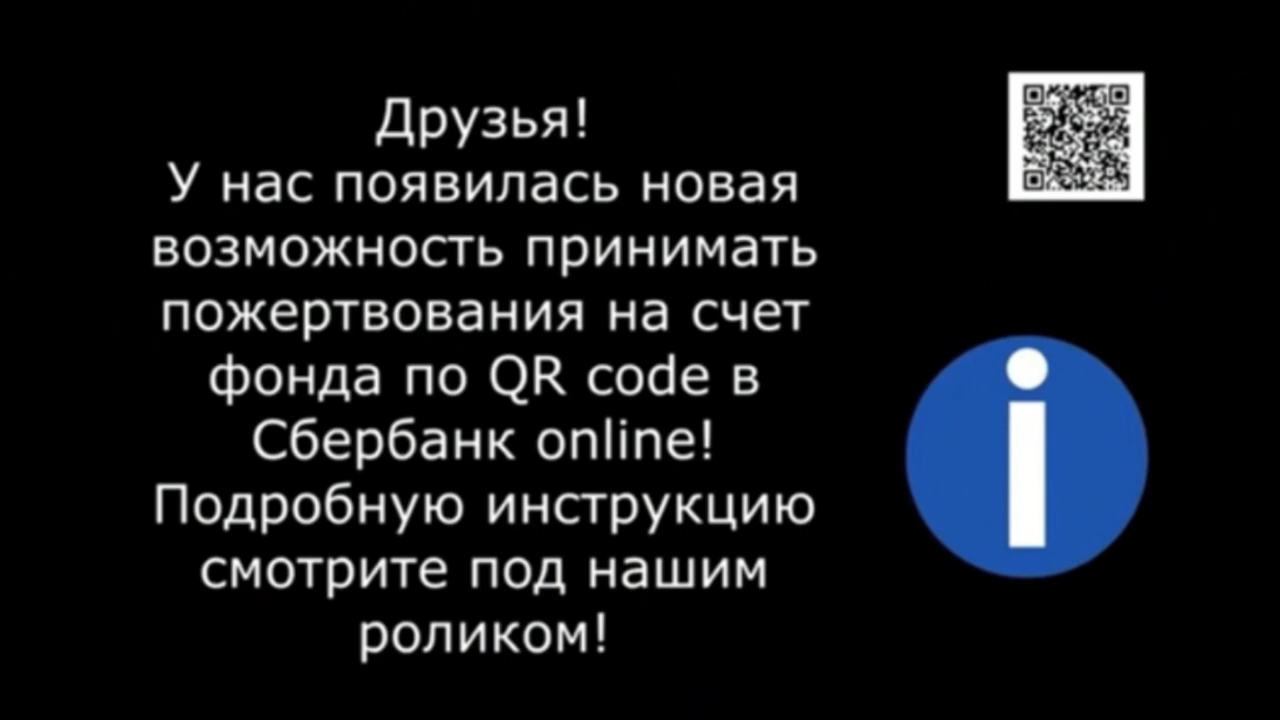 Друзья!
У нас появилась новая
возможность принимать
пожертвования на счет
фонда по QR code в
Сбербанк online!
Подробную инструкцию
смотрите под нашим
роликом!
i